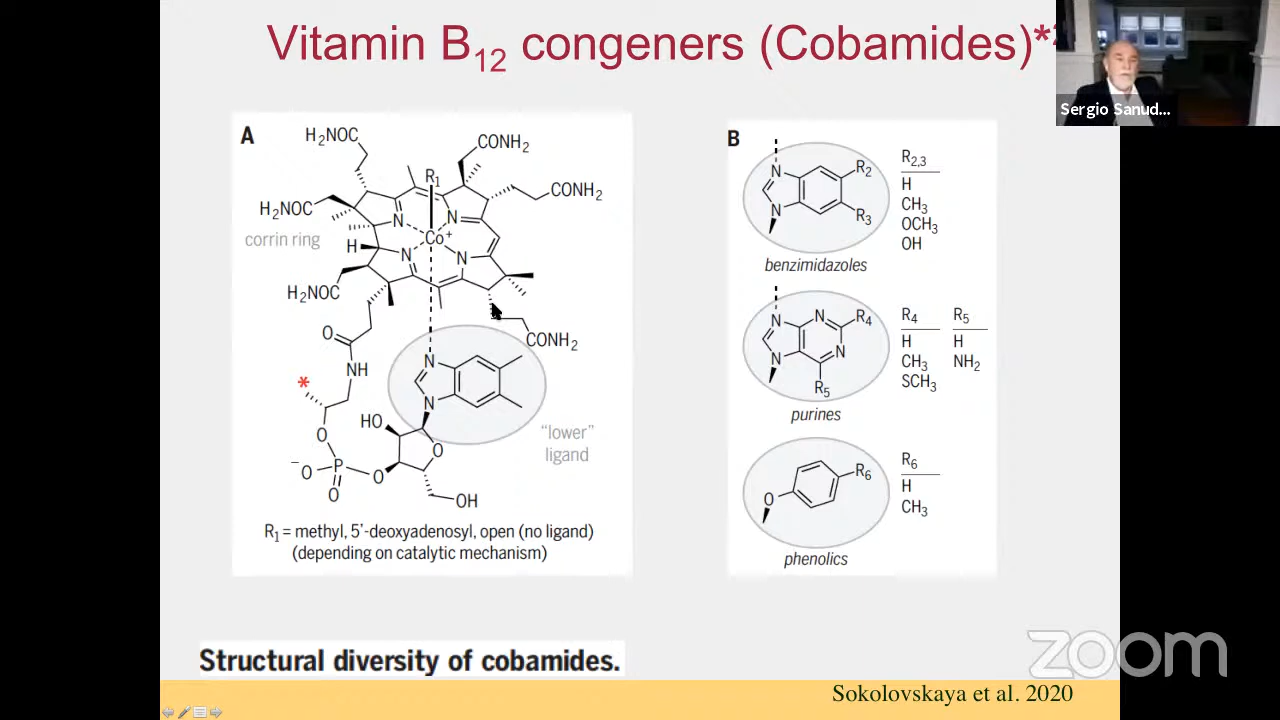 Vitamin B12 congeners (Cobamides)*
Sergio Sanud...
A
H2NOC
CONH2
R1
CONH2
H2NOC
N
N
corrin ring
Co+
H
N
N
H2NOC
O
CONH2
NH
N
*
N
HO
O
O
"lower"
ligand
−O
P
O
O
OH
R1 = methyl, 5'-deoxyadenosyl, open (no ligand)
(depending on catalytic mechanism)
B
N
R2
N
R3
benzimidazoles
R2,3
H
CH3
OCH3
OH
N
N
R4
N
N
R5
purines
R4
H
CH3
SCH3
R5
H
NH2
R6
O
phenolics
R6
H
CH3
Structural diversity of cobamides.
zoom
Sokolovskaya et al. 2020